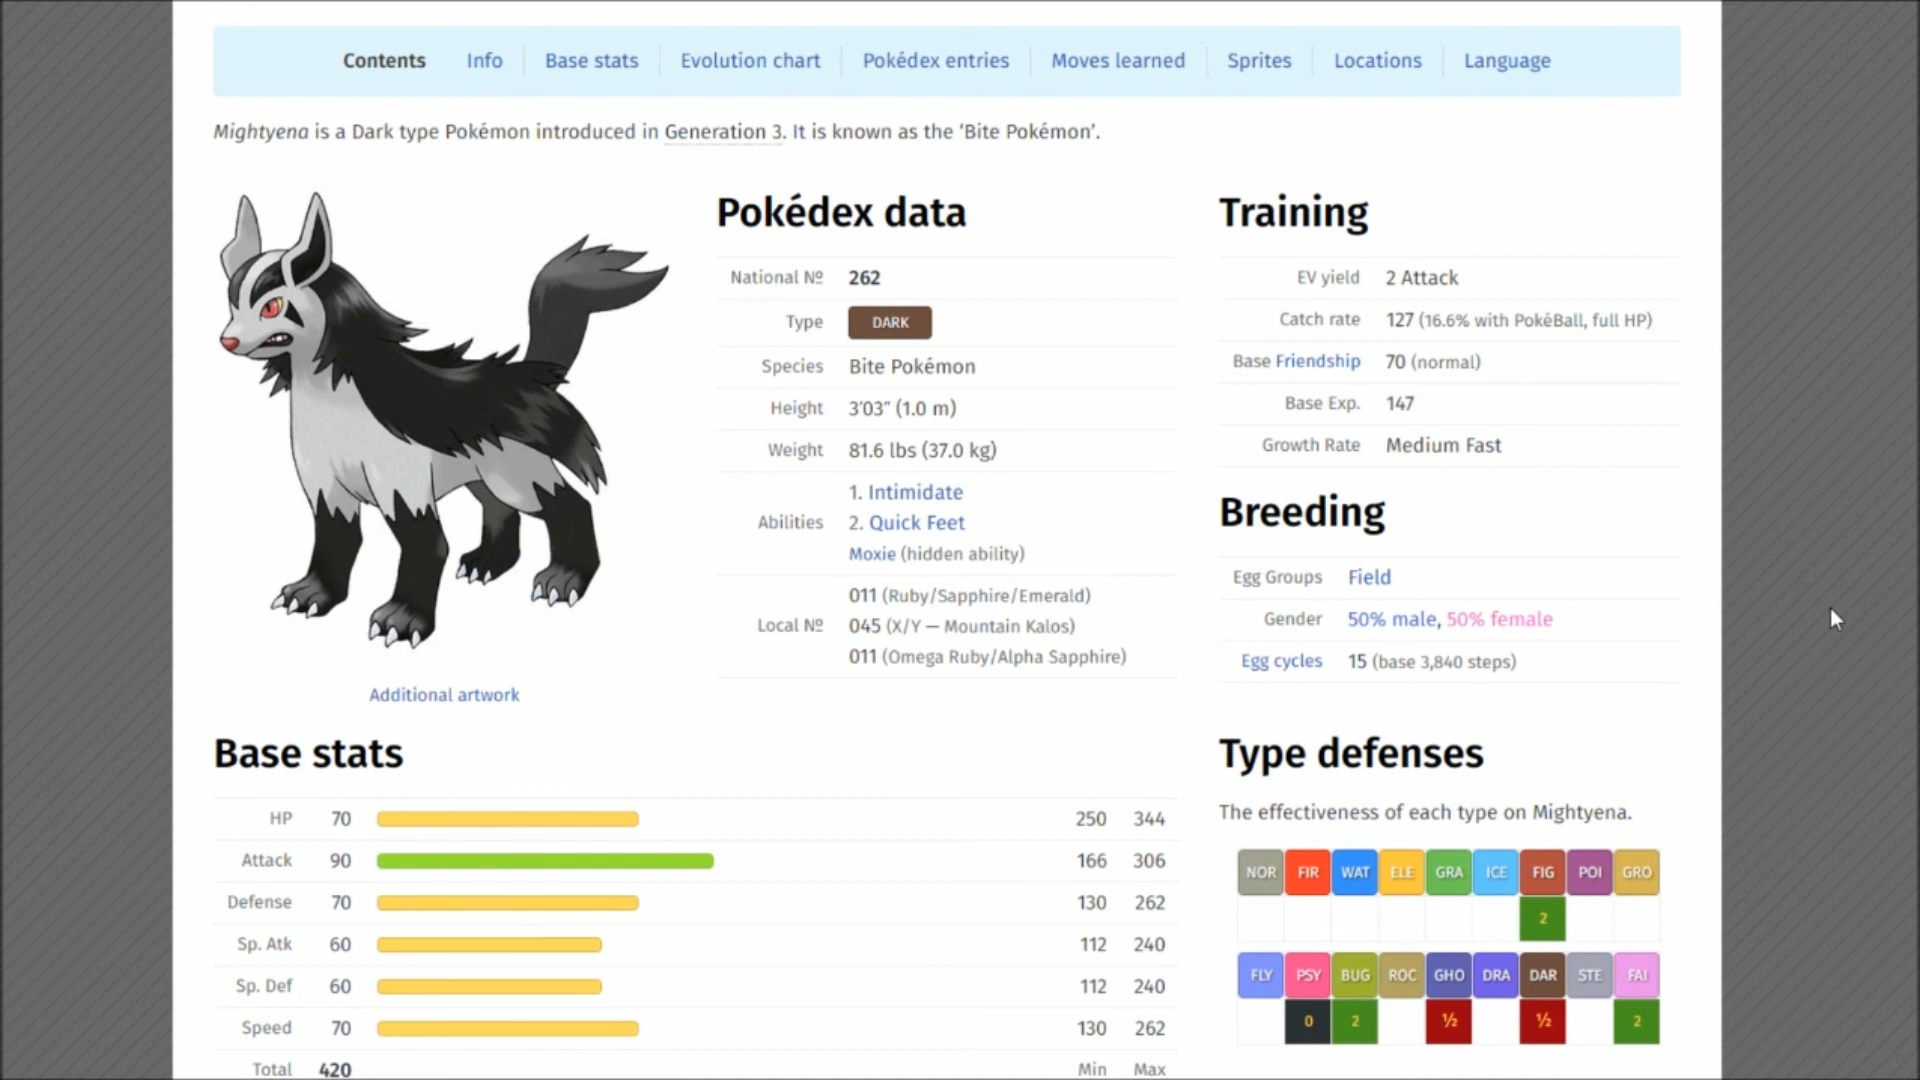 Contents Info Base stats Evolution chart Pokédex entries Moves learned Sprites Locations Language
Mightyena is a Dark type Pokémon introduced in Generation 3. It is known as the ‘Bite Pokémon’.
Additional artwork
Pokédex data
National № 262
Type DARK
Species Bite Pokémon
Height 3′03″ (1.0 m)
Weight 81.6 lbs (37.0 kg)
Abilities
1. Intimidate
2. Quick Feet
Moxie (hidden ability)
Local №
011 (Ruby/Sapphire/Emerald)
045 (X/Y — Mountain Kalos)
011 (Omega Ruby/Alpha Sapphire)
Training
EV yield 2 Attack
Catch rate 127 (16.6% with PokéBall, full HP)
Base Friendship 70 (normal)
Base Exp. 147
Growth Rate Medium Fast
Breeding
Egg Groups Field
Gender 50% male, 50% female
Egg cycles 15 (base 3,840 steps)
Base stats
HP 70 250 344
Attack 90 166 306
Defense 70 130 262
Sp. Atk 60 112 240
Sp. Def 60 112 240
Speed 70 130 262
Total 420 Min Max
Type defenses
The effectiveness of each type on Mightyena.
NOR FIR WAT ELE GRA ICE FIG POI GRO
2
FLY PSY BUG ROC GHO DRA DAR STE FAI
0 2 ½ ½ 2